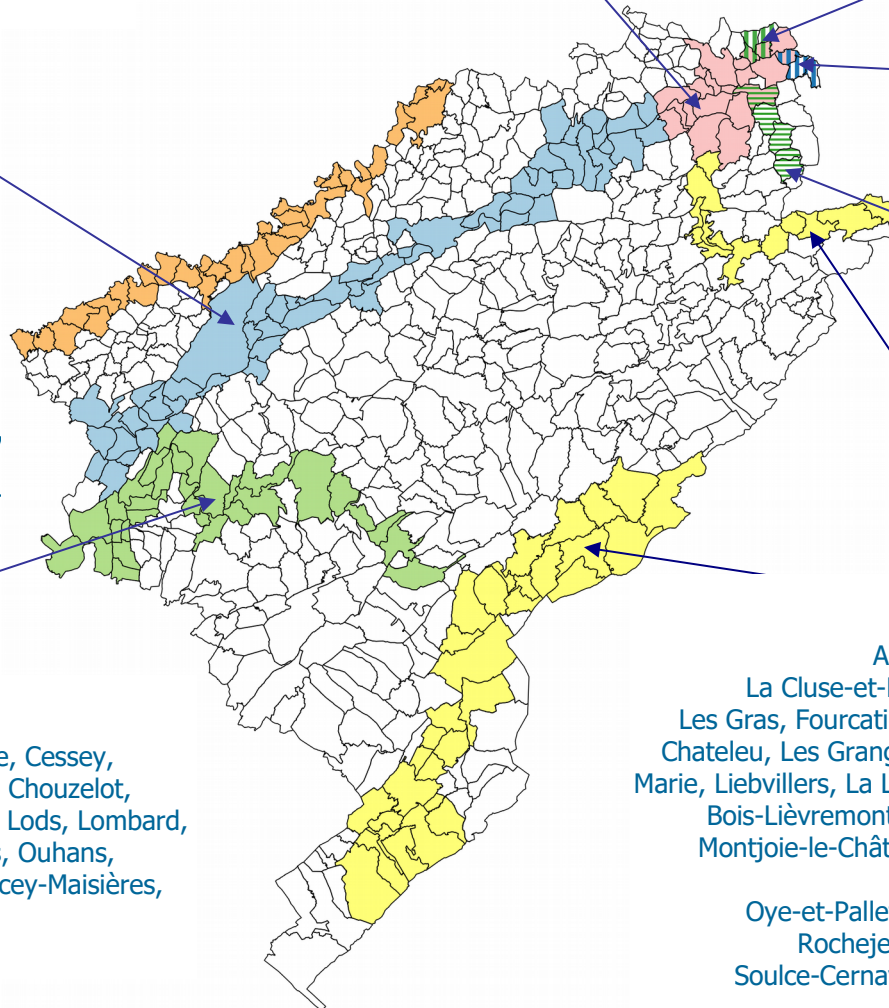 e, Cessey,
Chouzelot,
Lods, Lombard,
s, Ouhans,
cey-Maisières,
A
La Cluse-et-
Les Gras, Fourcati
Chateleu, Les Grang
Marie, Liebvillers, La L
Bois-Lièvremont
Montjoie-le-Chât
Oye-et-Palle
Rocheje
Soulce-Cerna